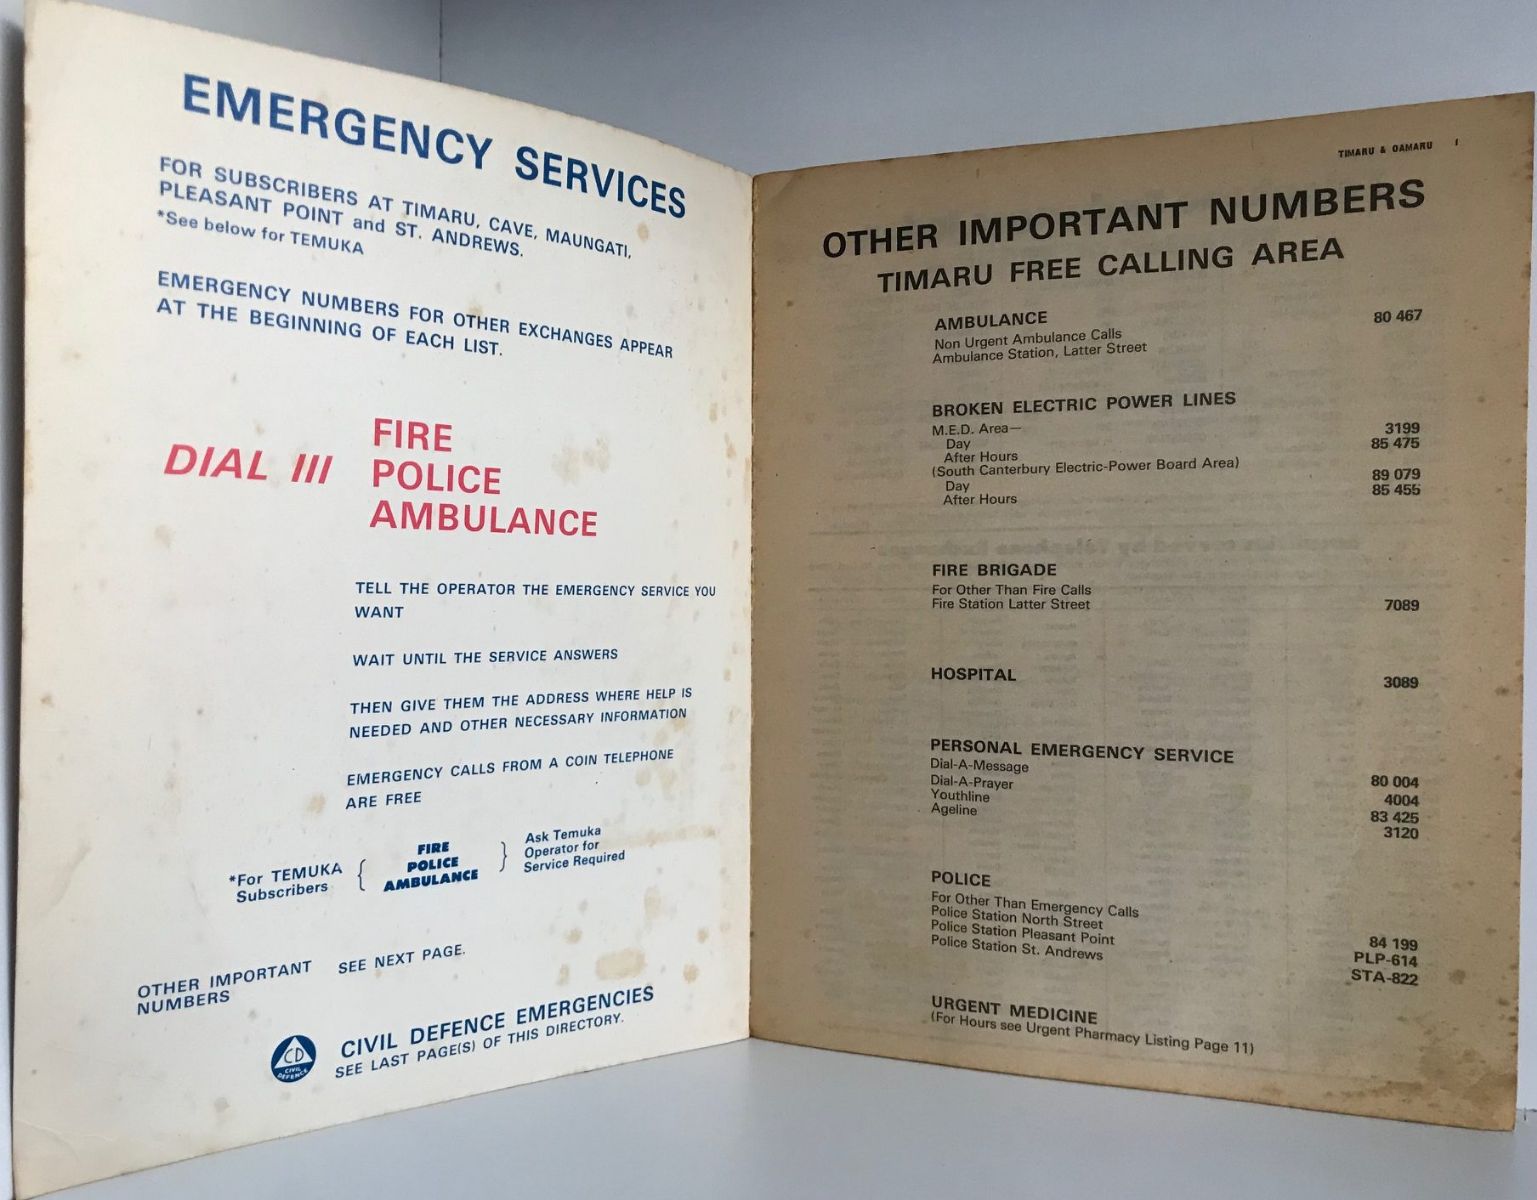 EMERGENCY SERVICES
FOR SUBSCRIBERS AT TIMARU, CAVE, MAUNGATI,
PLEASANT POINT and ST. ANDREWS.
*See below for TEMUKA
EMERGENCY NUMBERS FOR OTHER EXCHANGES APPEAR
AT THE BEGINNING OF EACH LIST.
DIAL 111
FIRE
POLICE
AMBULANCE
TELL THE OPERATOR THE EMERGENCY SERVICE YOU
WANT
WAIT UNTIL THE SERVICE ANSWERS
THEN GIVE THEM THE ADDRESS WHERE HELP IS
NEEDED AND OTHER NECESSARY INFORMATION
EMERGENCY CALLS FROM A COIN TELEPHONE
ARE FREE
*For TEMUKA
Subscribers
{
FIRE
POLICE
AMBULANCE
}
Ask Temuka
Operator for
Service Required
OTHER IMPORTANT
NUMBERS
SEE NEXT PAGE.
CD
CIVIL
DEFENCE
CIVIL DEFENCE EMERGENCIES
SEE LAST PAGE(S) OF THIS DIRECTORY.
TIMARU & OAMARU 1
OTHER IMPORTANT NUMBERS
TIMARU FREE CALLING AREA
AMBULANCE
Non Urgent Ambulance Calls
Ambulance Station, Latter Street
80 467
BROKEN ELECTRIC POWER LINES
M.E.D. Area—
Day 3199
After Hours 85 475
(South Canterbury Electric-Power Board Area)
Day 89 079
After Hours 85 455
FIRE BRIGADE
For Other Than Fire Calls
Fire Station Latter Street 7089
HOSPITAL 3089
PERSONAL EMERGENCY SERVICE
Dial-A-Message 80 004
Dial-A-Prayer 4004
Youthline 83 425
Ageline 3120
POLICE
For Other Than Emergency Calls
Police Station North Street 84 199
Police Station Pleasant Point PLP-614
Police Station St. Andrews STA-822
URGENT MEDICINE
(For Hours see Urgent Pharmacy Listing Page 11)